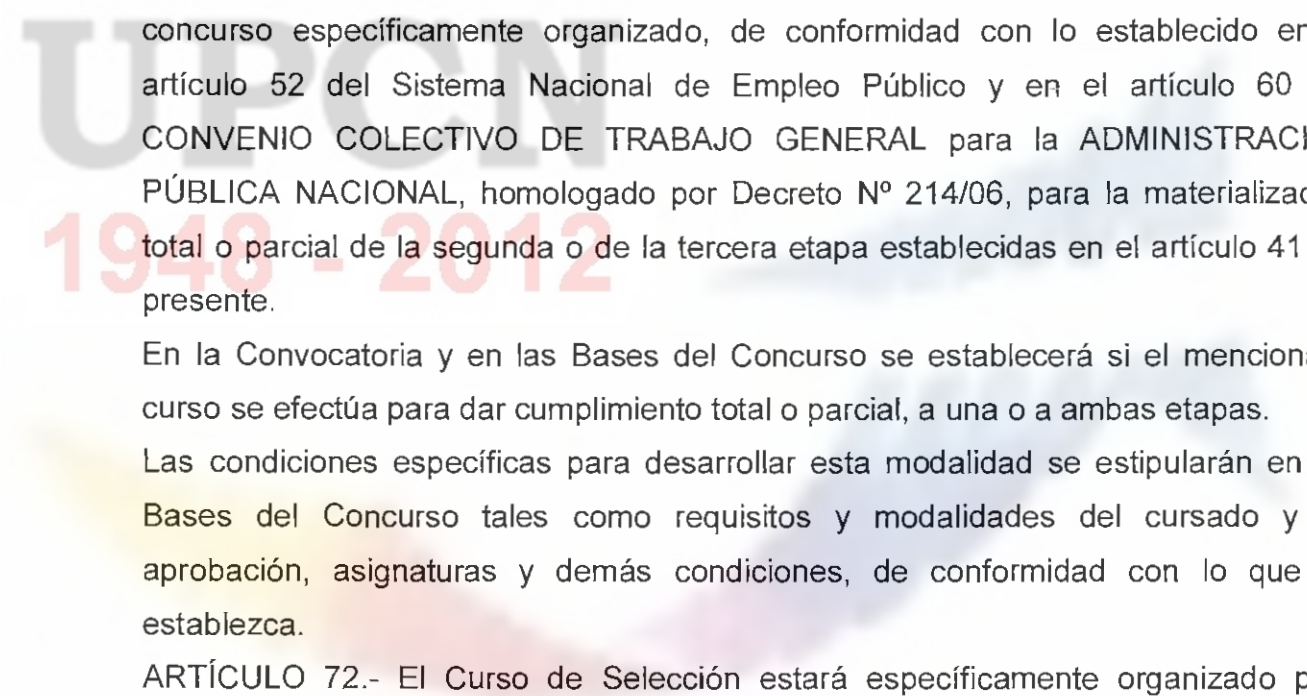 UPCN
1948 - 2012
concurso específicamente organizado, de conformidad con lo establecido en
artículo 52 del Sistema Nacional de Empleo Público y en el artículo 60
CONVENIO COLECTIVO DE TRABAJO GENERAL para la
PÚBLICA NACIONAL, homologado por Decreto Nº 214/06, para la
total o parcial de la segunda o de la tercera etapa establecidas en el artículo 41
presente.
En la Convocatoria y en las Bases del Concurso se establecerá si el
curso se efectúa para dar cumplimiento total o parcial, a una o a ambas etapas.
Las condiciones específicas para desarrollar esta modalidad se estipularán en
Bases del Concurso tales como requisitos y modalidades del cursado y
aprobación, asignaturas y demás condiciones, de conformidad con lo que
establezca.
ARTÍCULO 72.- El Curso de Selección estará específicamente organizado